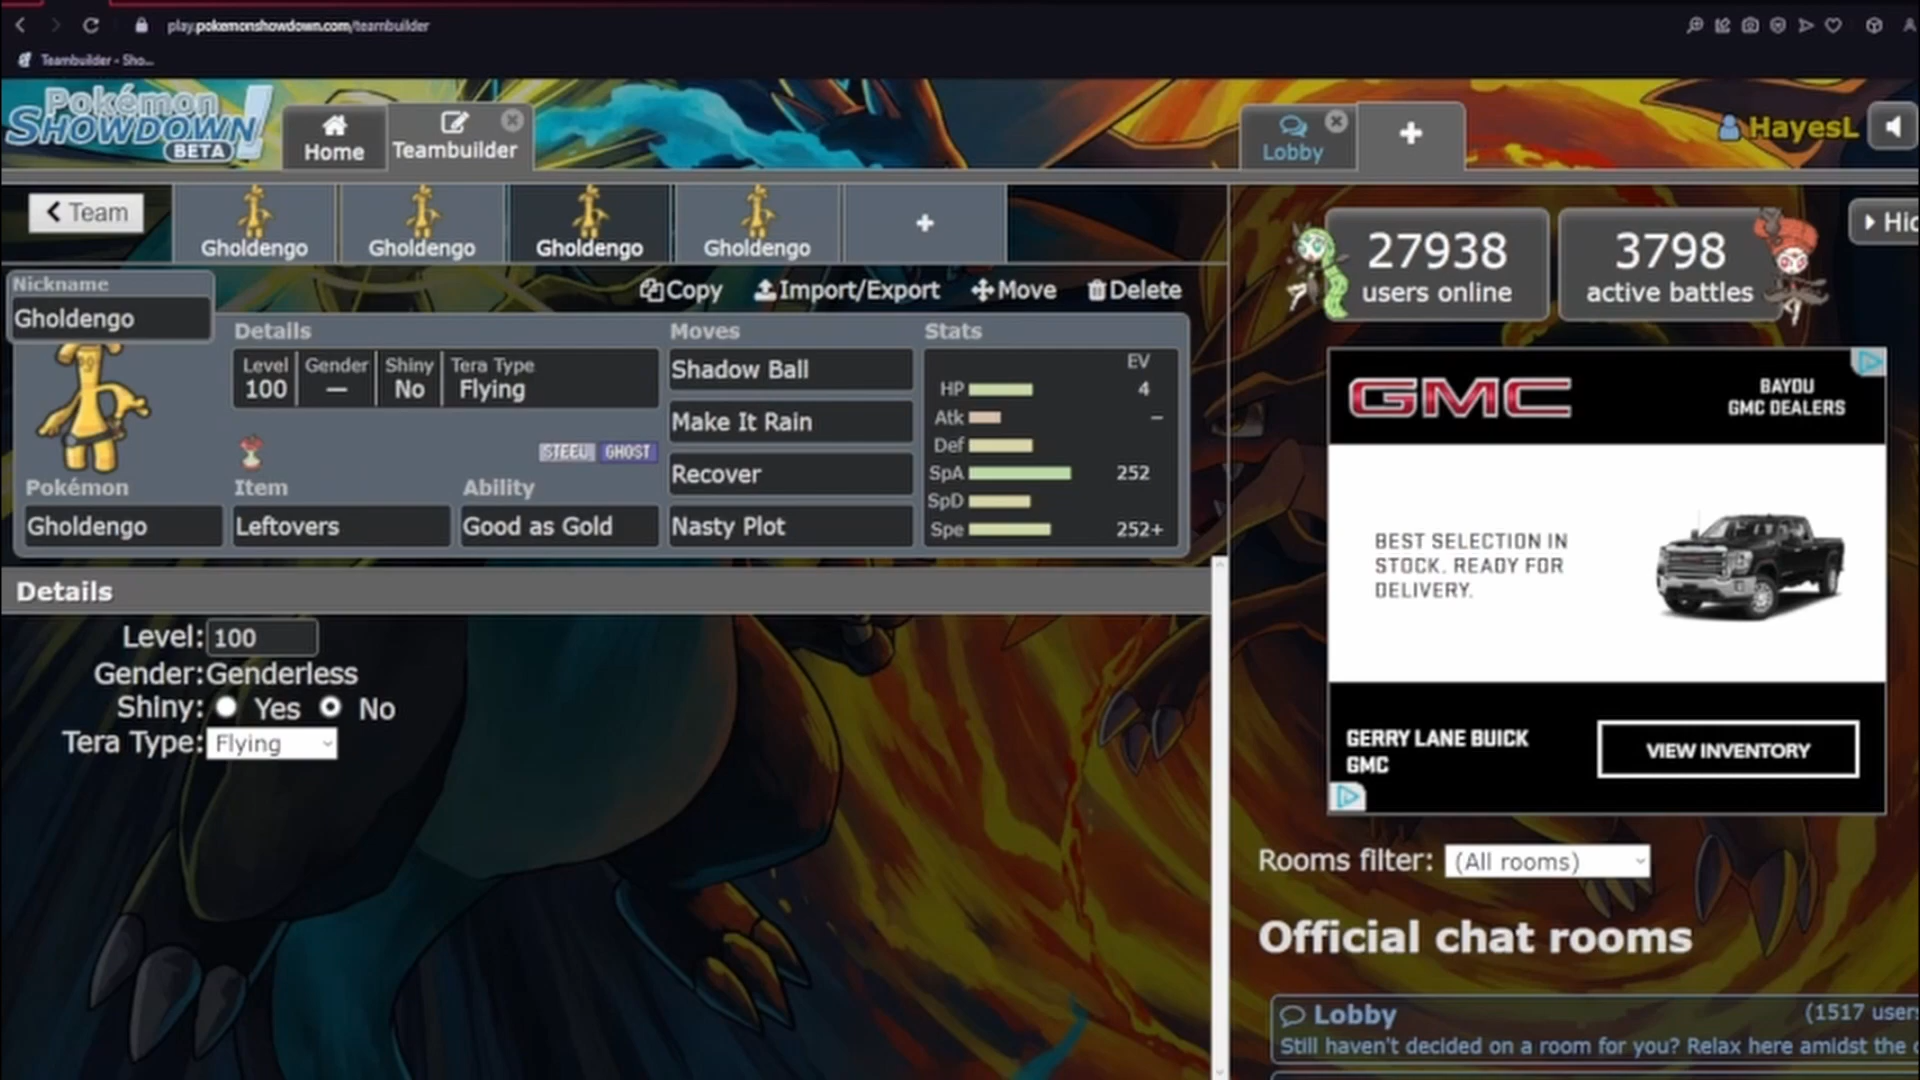 play.pokemonshowdown.com/teambuilder
Teambuilder - Sho...
Pokémon
SHOWDOWN!
BETA
Home
Teambuilder
Lobby
HayesL
Team
Gholdengo
Gholdengo
Gholdengo
Gholdengo
27938
users online
3798
active battles
Hid
Nickname
Gholdengo
Copy
Import/Export
Move
Delete
Details
Level
100
Gender
—
Shiny
No
Tera Type
Flying
STEEL GHOST
Pokémon
Gholdengo
Item
Leftovers
Ability
Good as Gold
Moves
Shadow Ball
Make It Rain
Recover
Nasty Plot
Stats
EV
HP 4
Atk –
Def
SpA 252
SpD
Spe 252+
Details
Level: 100
Gender: Genderless
Shiny: Yes No
Tera Type: Flying
GMC
BAYOU
GMC DEALERS
BEST SELECTION IN
STOCK. READY FOR
DELIVERY.
GERRY LANE BUICK
GMC
VIEW INVENTORY
Rooms filter: (All rooms)
Official chat rooms
Lobby (1517 users
Still haven't decided on a room for you? Relax here amidst the